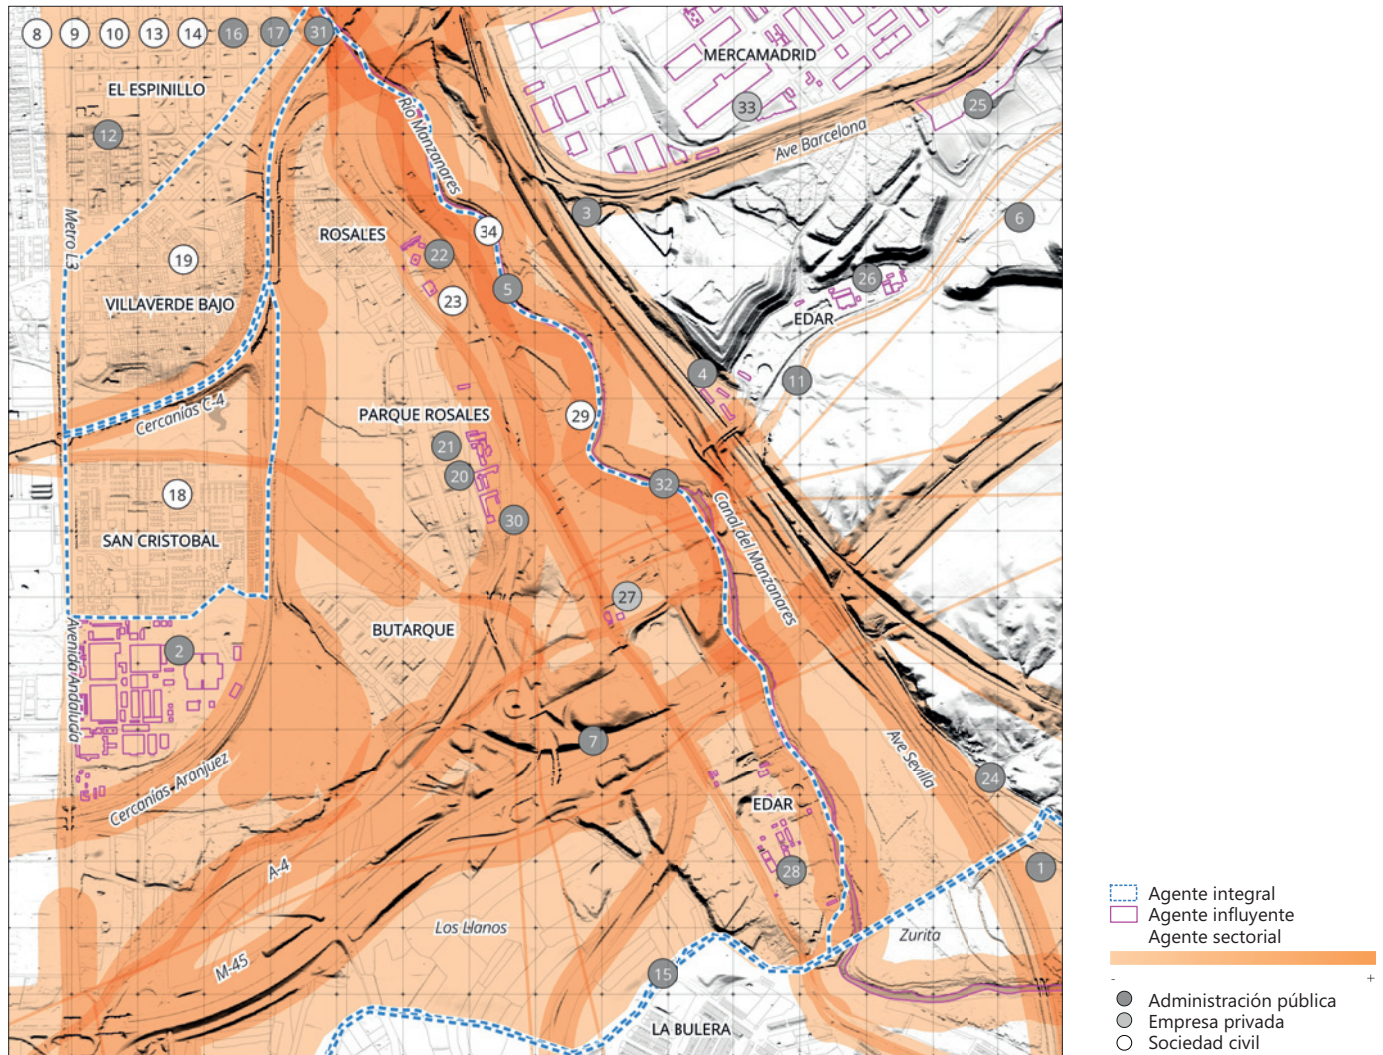 8 9 10 13 14 16 17 31
MERCAMADRID
EL ESPINILLO
33
25
12
Río Manzanares
Ave Barcelona
3
6
Metro L3
ROSALES
34
22
19
26
5
23
VILLAVERDE BAJO
EDAR
4
11
Cercanías C-4
PARQUE ROSALES
29
21
20
32
18
30
Canal del Manzanares
SAN CRISTOBAL
27
BUTARQUE
2
Avenida Andalucía
7
Ave Sevilla
24
Cercanías Aranjuez
EDAR
A-4
28
1
Los Llanos
Zurita
M-45
15
LA BULERA
Agente integral
Agente influyente
Agente sectorial
- +
Administración pública
Empresa privada
Sociedad civil